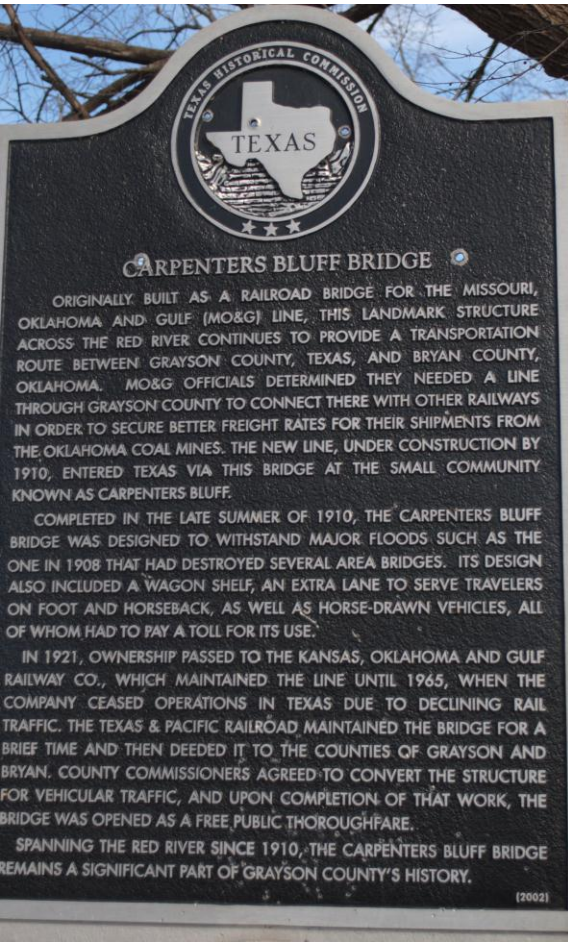 TEXAS HISTORICAL COMMISSION
TEXAS
CARPENTERS BLUFF BRIDGE
ORIGINALLY BUILT AS A RAILROAD BRIDGE FOR THE MISSOURI,
OKLAHOMA AND GULF (MO&G) LINE, THIS LANDMARK STRUCTURE
ACROSS THE RED RIVER CONTINUES TO PROVIDE A TRANSPORTATION
ROUTE BETWEEN GRAYSON COUNTY, TEXAS, AND BRYAN COUNTY,
OKLAHOMA. MO&G OFFICIALS DETERMINED THEY NEEDED A LINE
THROUGH GRAYSON COUNTY TO CONNECT THERE WITH OTHER RAILWAYS
IN ORDER TO SECURE BETTER FREIGHT RATES FOR THEIR SHIPMENTS FROM
THE OKLAHOMA COAL MINES. THE NEW LINE, UNDER CONSTRUCTION BY
1910, ENTERED TEXAS VIA THIS BRIDGE AT THE SMALL COMMUNITY
KNOWN AS CARPENTERS BLUFF.
COMPLETED IN THE LATE SUMMER OF 1910, THE CARPENTERS BLUFF
BRIDGE WAS DESIGNED TO WITHSTAND MAJOR FLOODS SUCH AS THE
ONE IN 1908 THAT HAD DESTROYED SEVERAL AREA BRIDGES. ITS DESIGN
ALSO INCLUDED A WAGON SHELF, AN EXTRA LANE TO SERVE TRAVELERS
ON FOOT AND HORSEBACK, AS WELL AS HORSE-DRAWN VEHICLES, ALL
OF WHOM HAD TO PAY A TOLL FOR ITS USE.
IN 1921, OWNERSHIP PASSED TO THE KANSAS, OKLAHOMA AND GULF
RAILWAY CO., WHICH MAINTAINED THE LINE UNTIL 1965, WHEN THE
COMPANY CEASED OPERATIONS IN TEXAS DUE TO DECLINING RAIL
TRAFFIC. THE TEXAS & PACIFIC RAILROAD MAINTAINED THE BRIDGE FOR A
BRIEF TIME AND THEN DEEDED IT TO THE COUNTIES OF GRAYSON AND
BRYAN. COUNTY COMMISSIONERS AGREED TO CONVERT THE STRUCTURE
FOR VEHICULAR TRAFFIC, AND UPON COMPLETION OF THAT WORK, THE
BRIDGE WAS OPENED AS A FREE PUBLIC THOROUGHFARE.
SPANNING THE RED RIVER SINCE 1910, THE CARPENTERS BLUFF BRIDGE
REMAINS A SIGNIFICANT PART OF GRAYSON COUNTY'S HISTORY.
(2002)